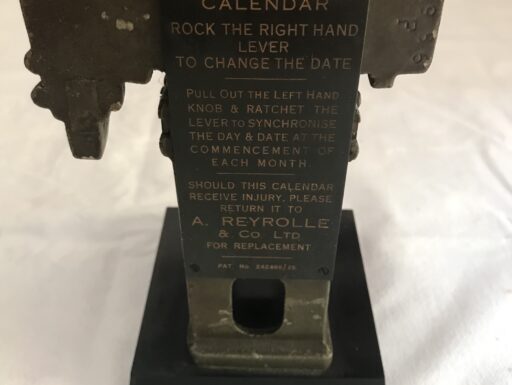 CALENDAR
ROCK THE RIGHT HAND
LEVER
TO CHANGE THE DATE
PULL OUT THE LEFT HAND
KNOB & RATCHET THE
LEVER TO SYNCHRONISE
THE DAY & DATE AT THE
COMMENCEMENT OF
EACH MONTH.
SHOULD THIS CALENDAR
RECEIVE INJURY, PLEASE
RETURN IT TO
A. REYROLLE
& CO LTD
FOR REPLACEMENT
PAT. No